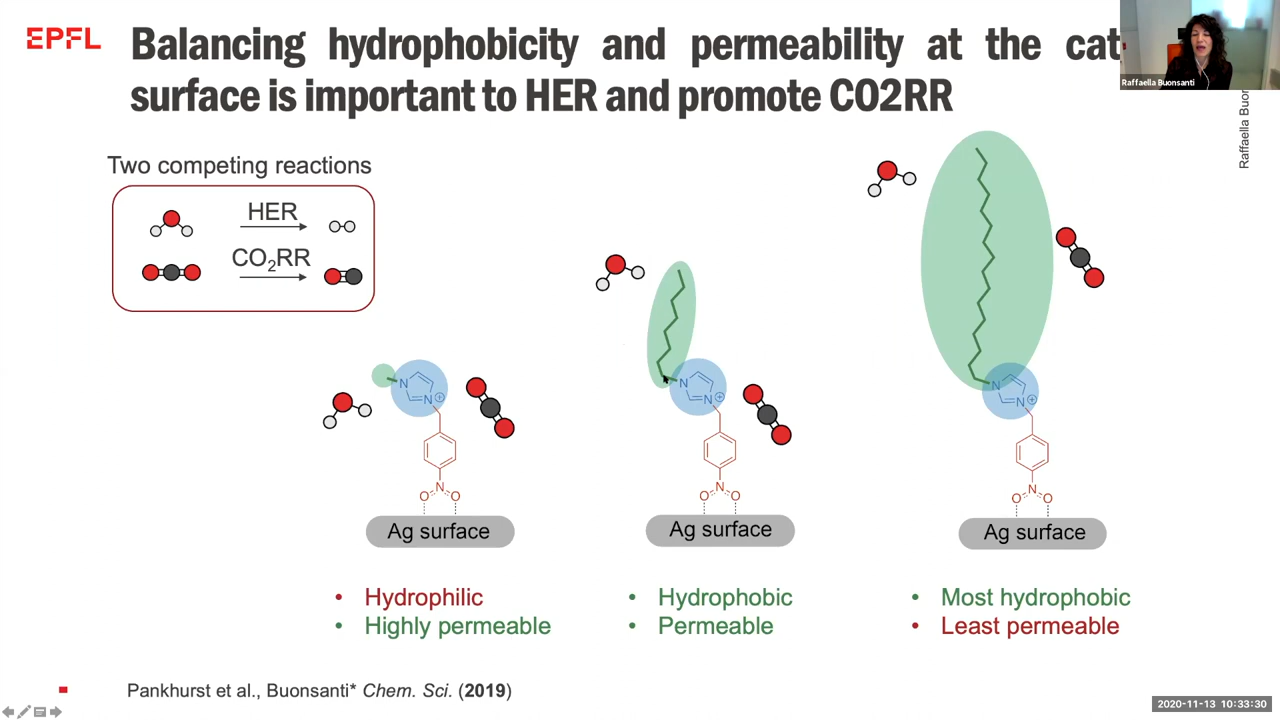 EPFL
Balancing hydrophobicity and permeability at the cat
surface is important to HER and promote CO2RR
Raffaella Buonsanti
Raffaella Buon
Two competing reactions
HER
CO2RR
N
N
+
N
O
O
Ag surface
N
N
+
N
O
O
Ag surface
N
N
+
N
O
O
Ag surface
• Hydrophilic
• Highly permeable
• Hydrophobic
• Permeable
• Most hydrophobic
• Least permeable
Pankhurst et al., Buonsanti* Chem. Sci. (2019)
2020-11-13 10:33:30